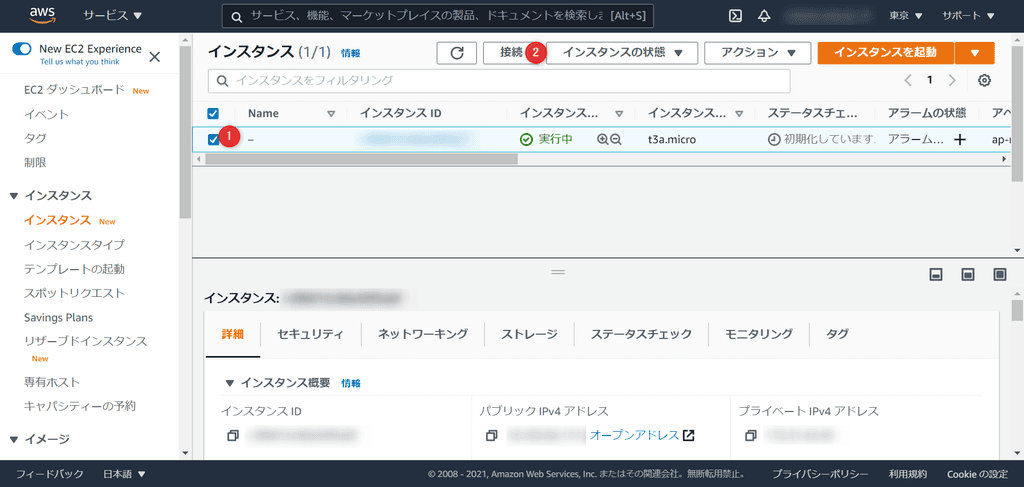 aws サービス ▼ サービス、機能、マーケットプレイスの製品、ドキュメントを検索しま [Alt+S] 東京 ▼ サポート ▼
New EC2 Experience
Tell us what you think
EC2 ダッシュボード New
イベント
タグ
制限
▼ インスタンス
インスタンス New
インスタンスタイプ
テンプレートの起動
スポットリクエスト
Savings Plans
リザーブドインスタンス
New
専有ホスト
キャパシティーの予約
▼ イメージ
インスタンス (1/1) 情報 接続 2 インスタンスの状態 ▼ アクション ▼ インスタンスを起動 ▼
インスタンスをフィルタリング 1
Name インスタンス ID インスタンス... インスタンス... ステータスチェ... アラームの状態 アベ
1 – 実行中 t3a.micro 初期化しています. アラーム... + ap-n
インスタンス:
詳細 セキュリティ ネットワーキング ストレージ ステータスチェック モニタリング タグ
▼ インスタンス概要 情報
インスタンス ID パブリック IPv4 アドレス プライベート IPv4 アドレス
オープンアドレス
フィードバック 日本語 ▼ © 2008 - 2021, Amazon Web Services, Inc. またはその関連会社。無断転用禁止。 プライバシーポリシー 利用規約 Cookie の設定